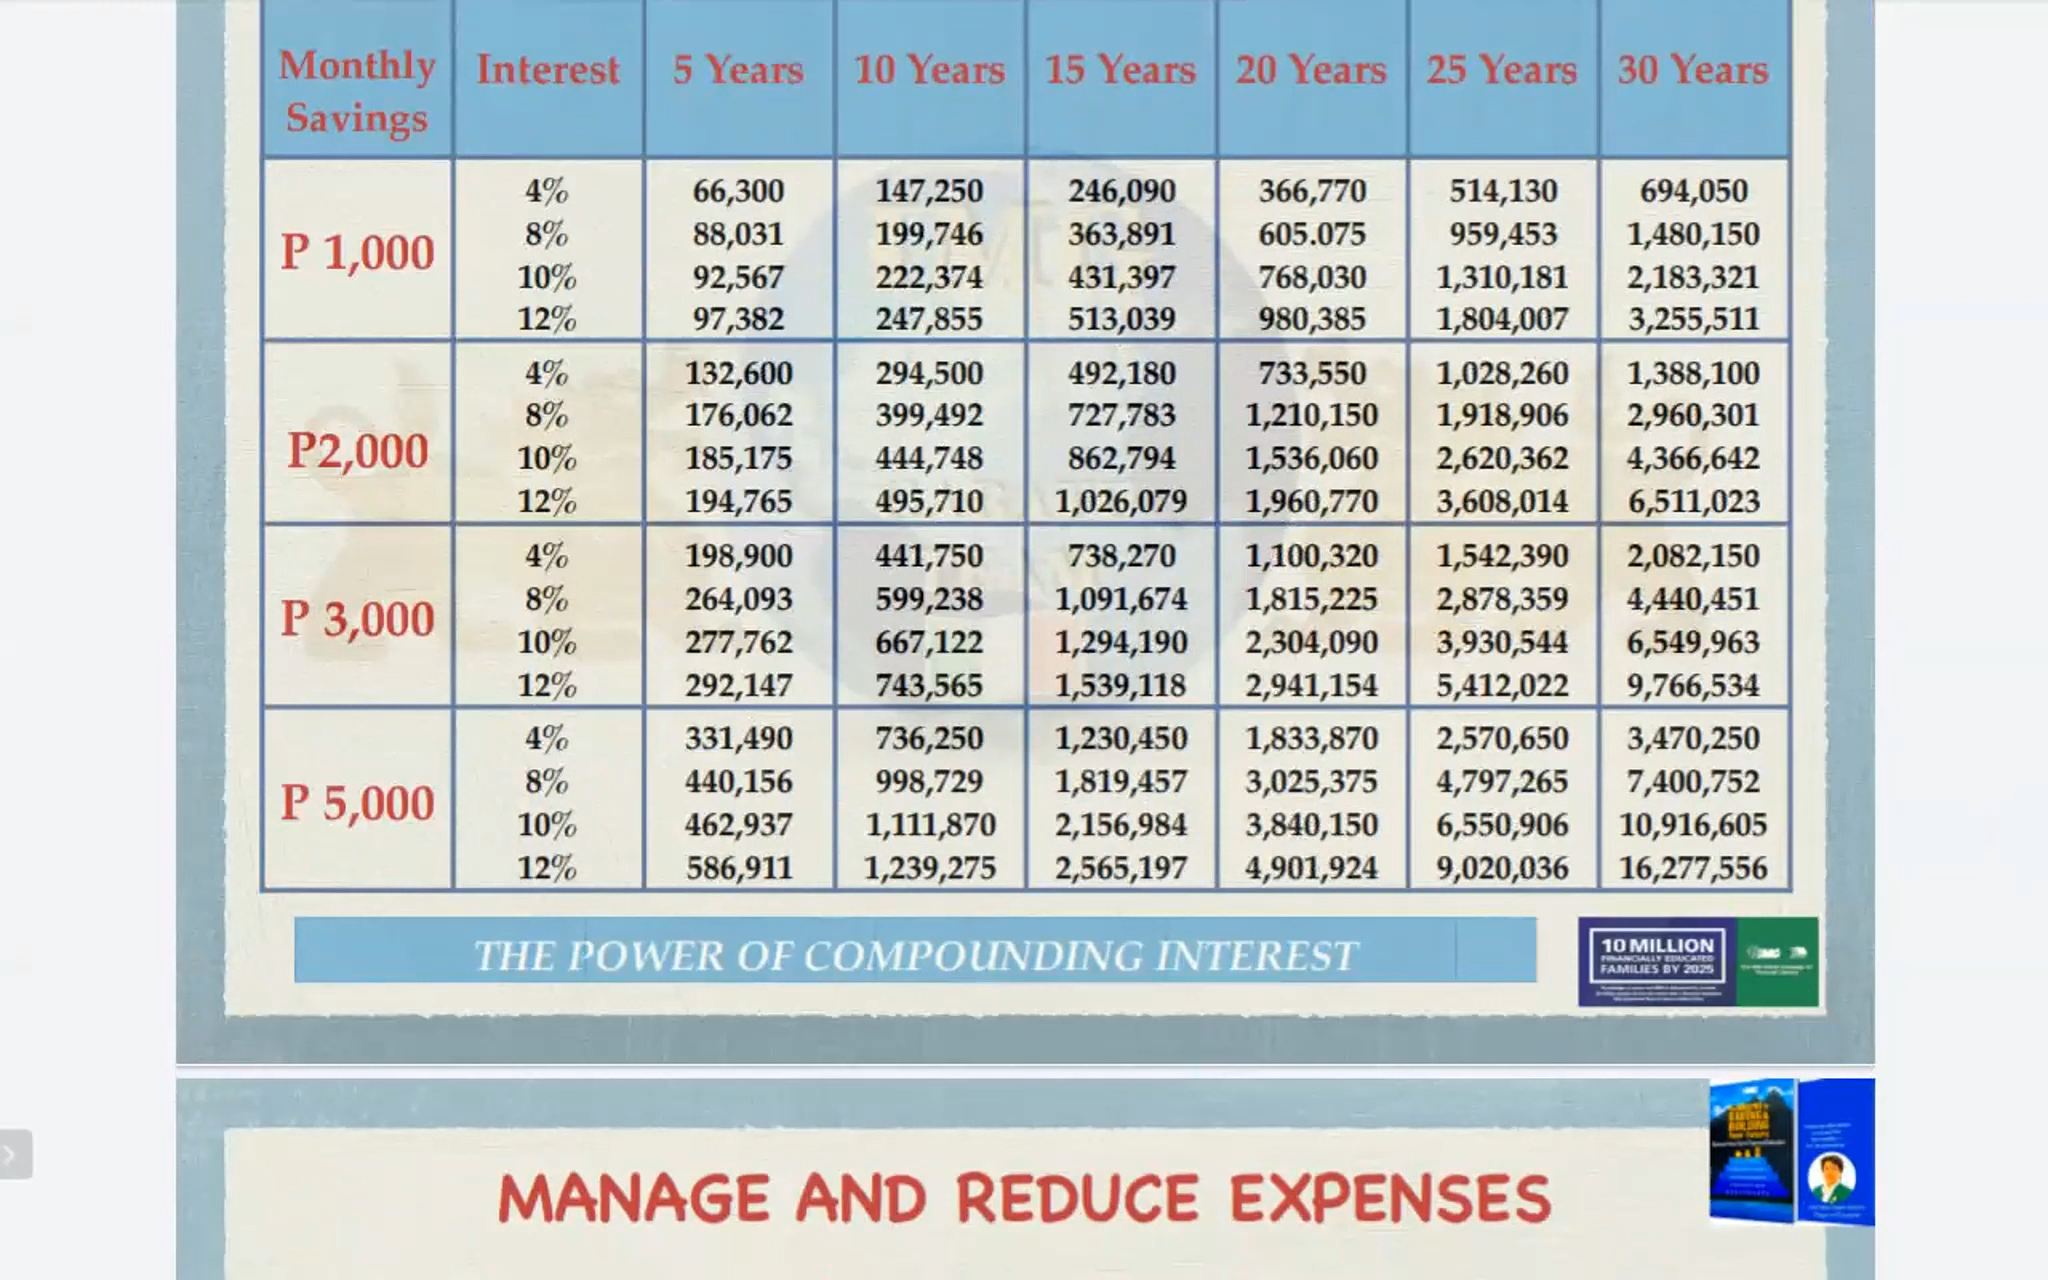 Monthly Savings Interest 5 Years 10 Years 15 Years 20 Years 25 Years 30 Years
P 1,000
4% 66,300 147,250 246,090 366,770 514,130 694,050
8% 88,031 199,746 363,891 605.075 959,453 1,480,150
10% 92,567 222,374 431,397 768,030 1,310,181 2,183,321
12% 97,382 247,855 513,039 980,385 1,804,007 3,255,511
P2,000
4% 132,600 294,500 492,180 733,550 1,028,260 1,388,100
8% 176,062 399,492 727,783 1,210,150 1,918,906 2,960,301
10% 185,175 444,748 862,794 1,536,060 2,620,362 4,366,642
12% 194,765 495,710 1,026,079 1,960,770 3,608,014 6,511,023
P 3,000
4% 198,900 441,750 738,270 1,100,320 1,542,390 2,082,150
8% 264,093 599,238 1,091,674 1,815,225 2,878,359 4,440,451
10% 277,762 667,122 1,294,190 2,304,090 3,930,544 6,549,963
12% 292,147 743,565 1,539,118 2,941,154 5,412,022 9,766,534
P 5,000
4% 331,490 736,250 1,230,450 1,833,870 2,570,650 3,470,250
8% 440,156 998,729 1,819,457 3,025,375 4,797,265 7,400,752
10% 462,937 1,111,870 2,156,984 3,840,150 6,550,906 10,916,605
12% 586,911 1,239,275 2,565,197 4,901,924 9,020,036 16,277,556
THE POWER OF COMPOUNDING INTEREST
10 MILLION
FINANCIALLY EDUCATED
FAMILIES BY 2025
MANAGE AND REDUCE EXPENSES